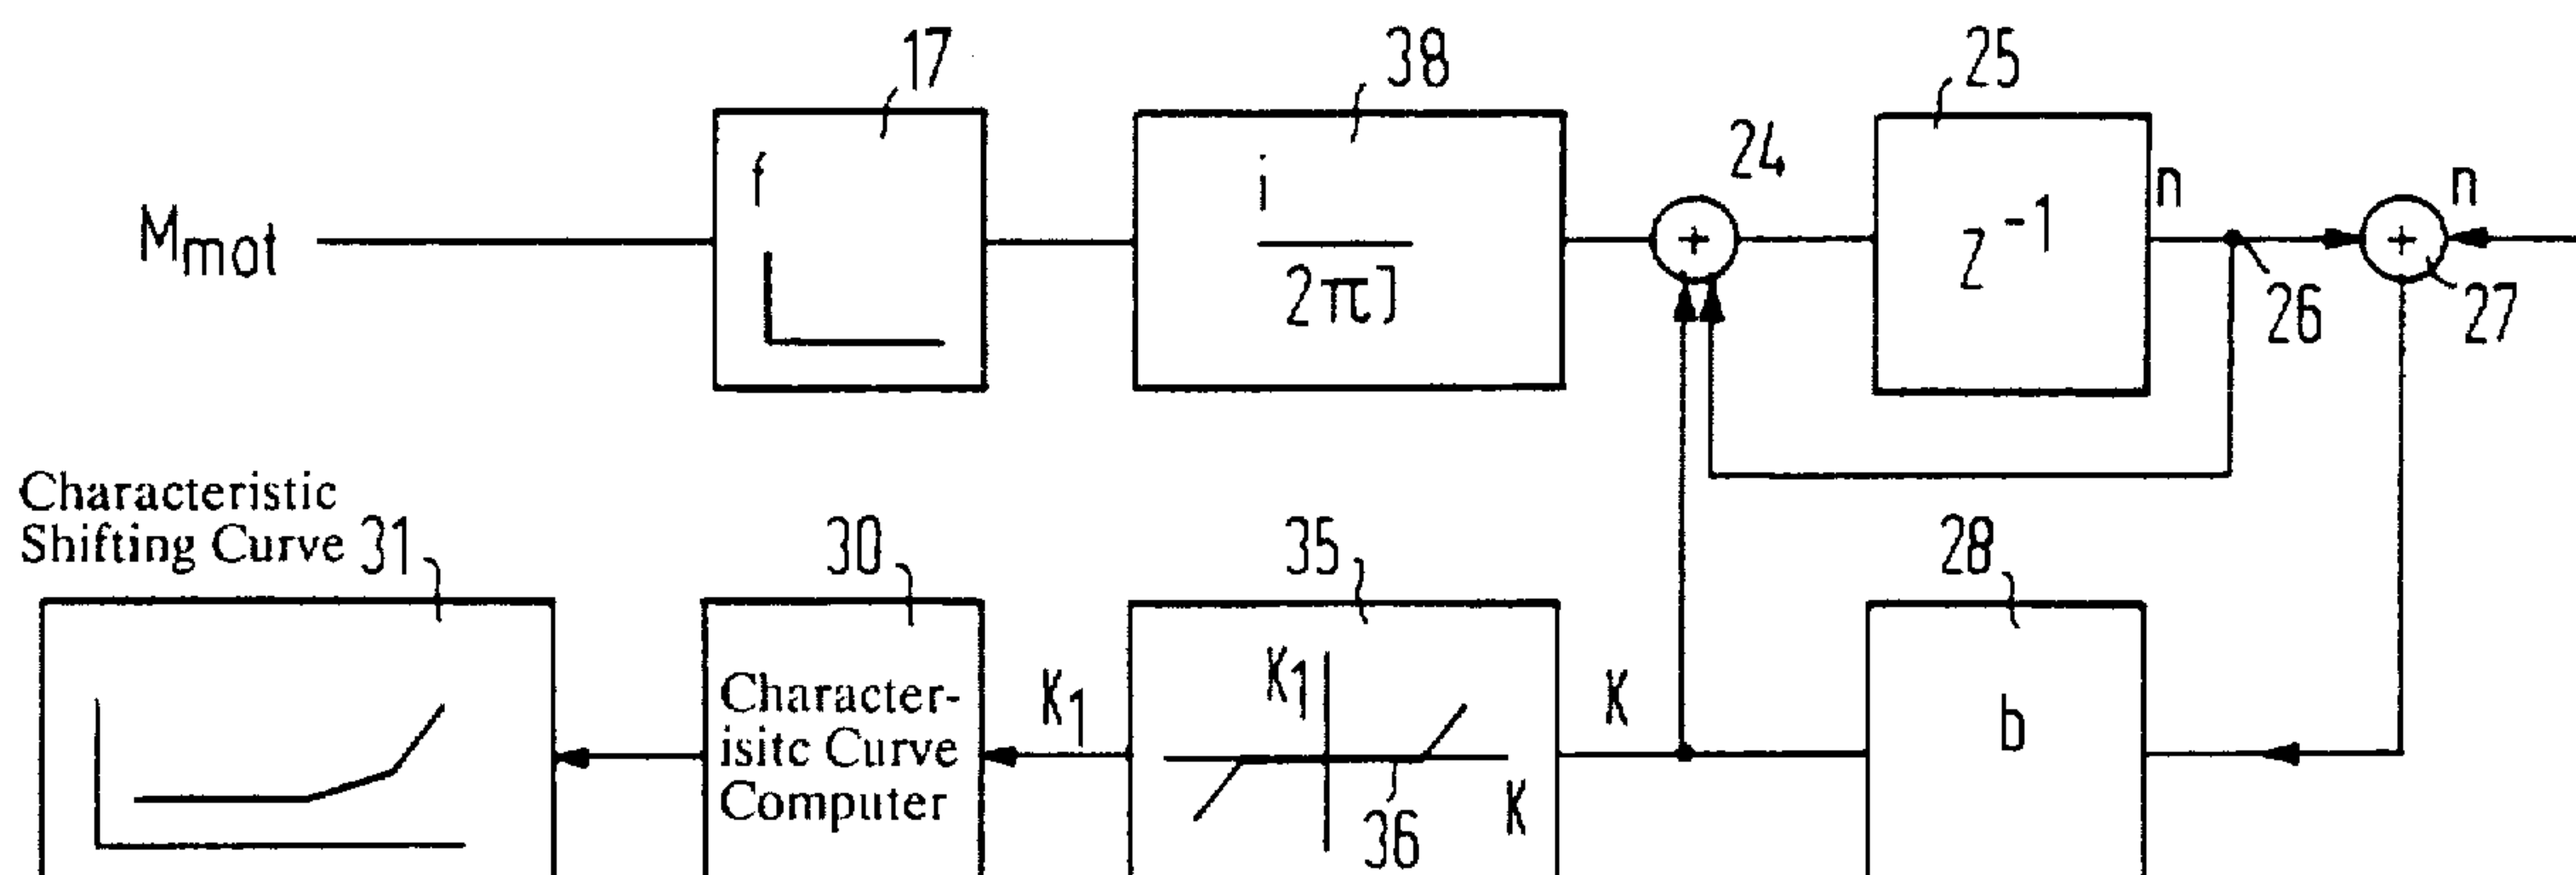 17
38
25
24
f
i
2πJ
z⁻¹
n
n
M_mot
+
+
26
27
Characteristic
Shifting Curve 31
30
35
28
Character-
isitc Curve
Computer
K₁
K₁
K
36
K
b